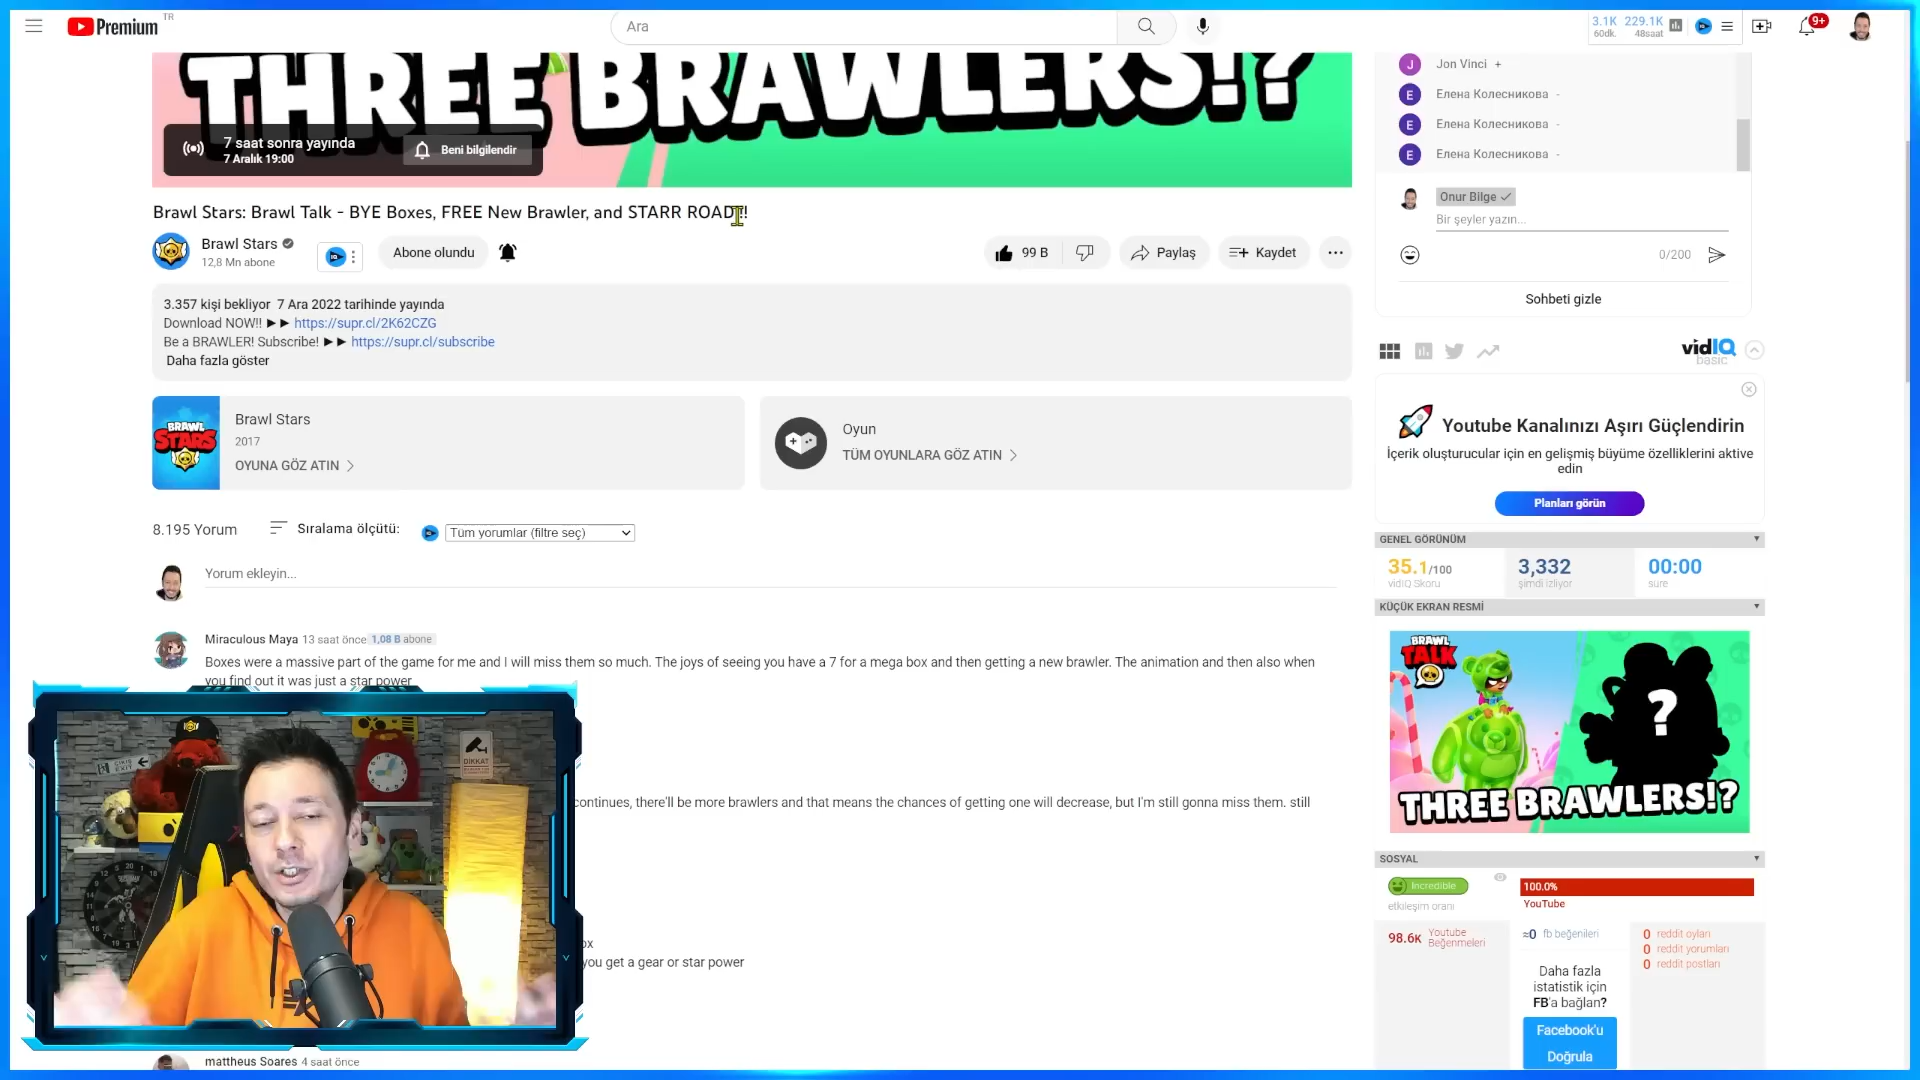 Premium
TR
Ara
3.1K 229.1K
60dk. 48saat
9+
THREE BRAWLERS!?
7 saat sonra yayında
7 Aralık 19:00
Beni bilgilendir
Jon Vinci +
Елена Колесникова -
Елена Колесникова -
Елена Колесникова -
Onur Bilge
Bir şeyler yazın...
0/200
Sohbeti gizle
Brawl Stars: Brawl Talk - BYE Boxes, FREE New Brawler, and STARR ROAD!!!
Brawl Stars
12,8 Mn abone
Abone olundu
99 B
Paylaş
Kaydet
3.357 kişi bekliyor 7 Ara 2022 tarihinde yayında
Download NOW!! ►► https://supr.cl/2K62CZG
Be a BRAWLER! Subscribe! ►► https://supr.cl/subscribe
Daha fazla göster
BRAWL STARS
Brawl Stars
2017
OYUNA GÖZ ATIN
Oyun
TÜM OYUNLARA GÖZ ATIN
8.195 Yorum
Sıralama ölçütü:
Tüm yorumlar (filtre seç)
Yorum ekleyin...
Miraculous Maya 13 saat önce 1,08 B abone
Boxes were a massive part of the game for me and I will miss them so much. The joys of seeing you have a 7 for a mega box and then getting a new brawler. The animation and then also when
you find out it was just a star power
continues, there'll be more brawlers and that means the chances of getting one will decrease, but I'm still gonna miss them. still
ox
you get a gear or star power
mattheus Soares 4 saat önce
ÇIKIŞ
EXIT
DİKKAT
vidIQ
basic
Youtube Kanalınızı Aşırı Güçlendirin
İçerik oluşturucular için en gelişmiş büyüme özelliklerini aktive
edin
Planları görün
GENEL GÖRÜNÜM
35.1/100
vidIQ Skoru
3,332
şimdi izliyor
00:00
süre
KÜÇÜK EKRAN RESMİ
BRAWL TALK
?
THREE BRAWLERS!?
SOSYAL
Incredible
etkileşim oranı
100.0%
YouTube
98.6K Youtube Beğenmeleri
≈0 fb beğenileri
0 reddit oyları
0 reddit yorumları
0 reddit postları
Daha fazla
istatistik için
FB'a bağlan?
Facebook'u
Doğrula